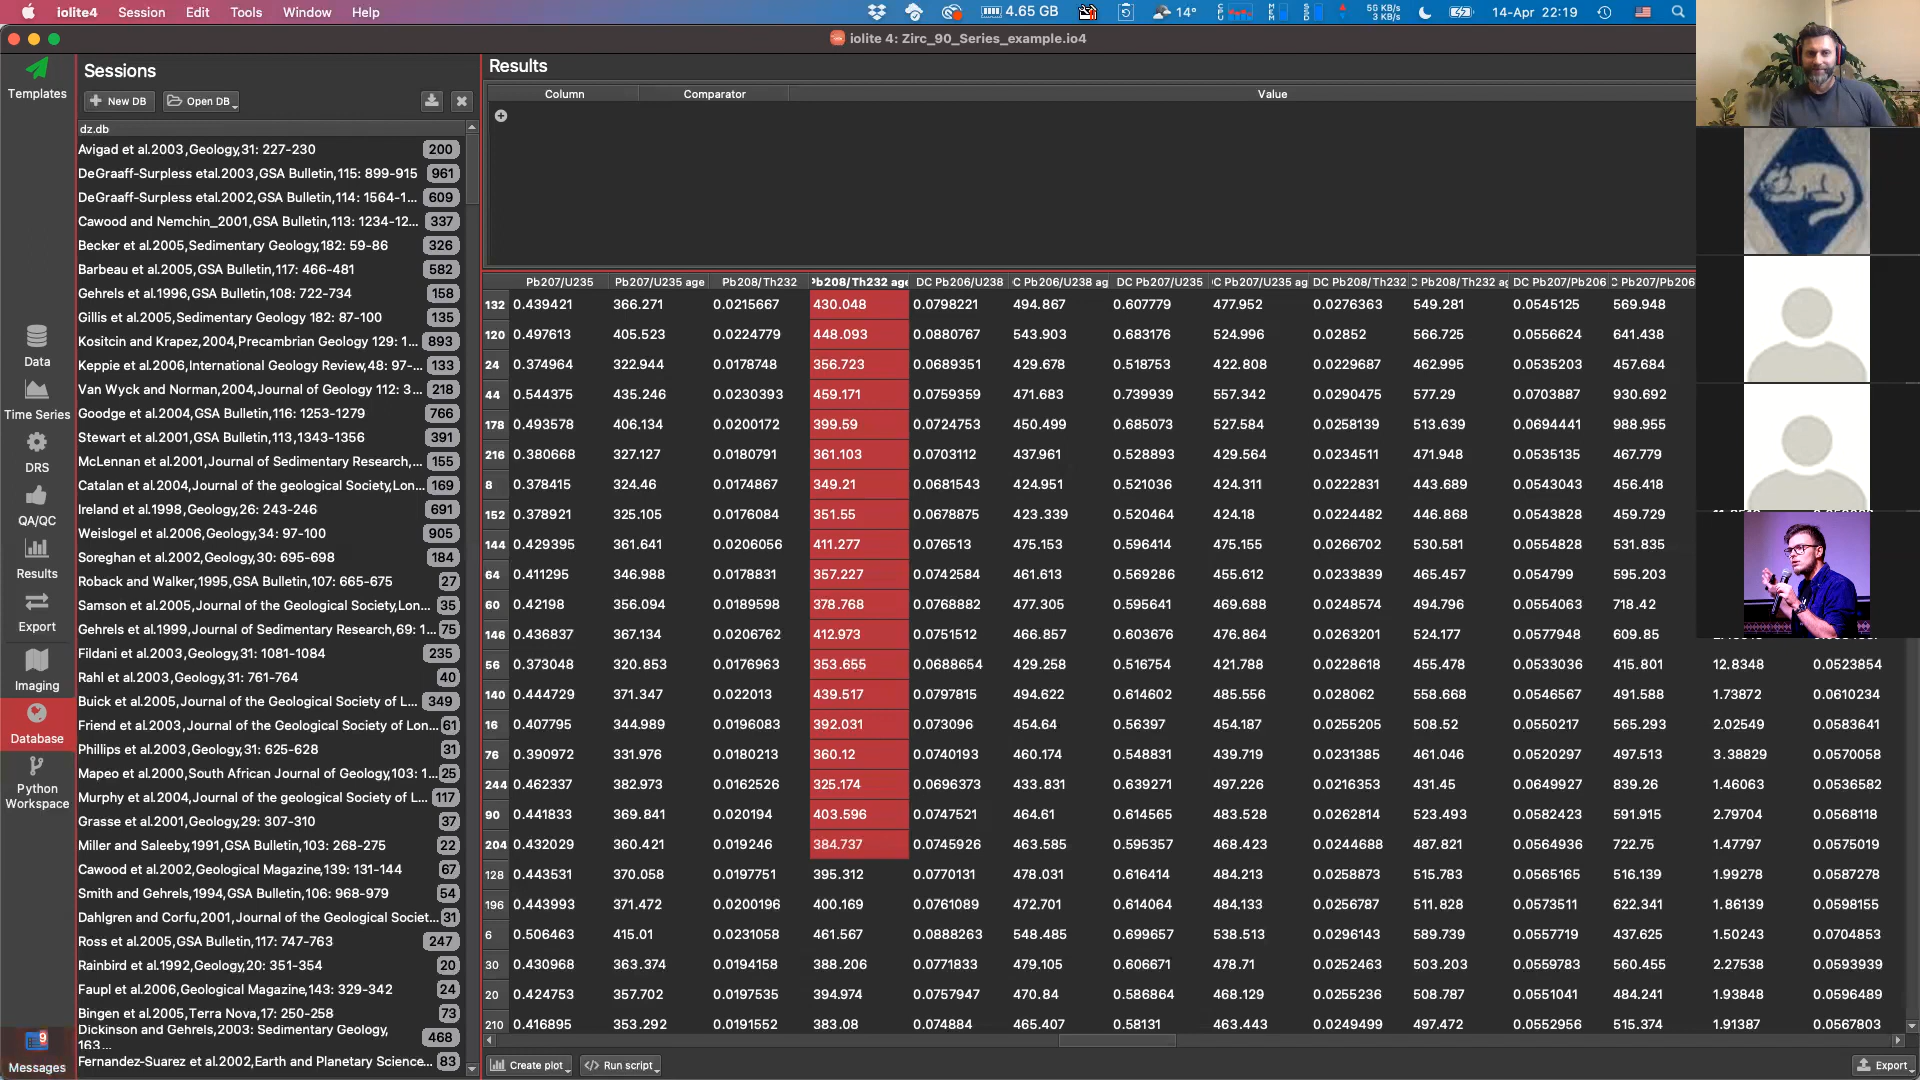 iolite4 Session Edit Tools Window Help 4.65 GB 14° 55 KB/s 3 KB/s 14-Apr 22:19
iolite 4: Zirc_90_Series_example.io4
Templates
Data
Time Series
DRS
QA/QC
Results
Export
Imaging
Database
Python Workspace
9
Messages
Sessions
New DB Open DB
dz.db
Avigad et al.2003,Geology,31: 227-230 200
DeGraaff-Surpless etal.2003,GSA Bulletin,115: 899-915 961
DeGraaff-Surpless etal.2002,GSA Bulletin,114: 1564-1... 609
Cawood and Nemchin_2001,GSA Bulletin,113: 1234-12... 337
Becker et al.2005,Sedimentary Geology,182: 59-86 326
Barbeau et al.2005,GSA Bulletin,117: 466-481 582
Gehrels et al.1996,GSA Bulletin,108: 722-734 158
Gillis et al.2005,Sedimentary Geology 182: 87-100 135
Kositcin and Krapez,2004,Precambrian Geology 129: 1... 893
Keppie et al.2006,International Geology Review,48: 97-... 133
Van Wyck and Norman,2004,Journal of Geology 112: 3... 218
Goodge et al.2004,GSA Bulletin,116: 1253-1279 766
Stewart et al.2001,GSA Bulletin,113,1343-1356 391
McLennan et al.2001,Journal of Sedimentary Research,... 155
Catalan et al.2004,Journal of the geological Society,Lon... 169
Ireland et al.1998,Geology,26: 243-246 691
Weislogel et al.2006,Geology,34: 97-100 905
Soreghan et al.2002,Geology,30: 695-698 184
Roback and Walker,1995,GSA Bulletin,107: 665-675 27
Samson et al.2005,Journal of the Geological Society,Lon... 35
Gehrels et al.1999,Journal of Sedimentary Research,69: 1... 75
Fildani et al.2003,Geology,31: 1081-1084 235
Rahl et al.2003,Geology,31: 761-764 40
Buick et al.2005,Journal of the Geological Society of L... 349
Friend et al.2003,Journal of the Geological Society of Lon... 61
Phillips et al.2003,Geology,31: 625-628 31
Mapeo et al.2000,South African Journal of Geology,103: 1... 25
Murphy et al.2004,Journal of the geological Society of L... 117
Grasse et al.2001,Geology,29: 307-310 37
Miller and Saleeby,1991,GSA Bulletin,103: 268-275 22
Cawood et al.2002,Geological Magazine,139: 131-144 67
Smith and Gehrels,1994,GSA Bulletin,106: 968-979 54
Dahlgren and Corfu,2001,Journal of the Geological Societ... 31
Ross et al.2005,GSA Bulletin,117: 747-763 247
Rainbird et al.1992,Geology,20: 351-354 20
Faupl et al.2006,Geological Magazine,143: 329-342 24
Bingen et al.2005,Terra Nova,17: 250-258 73
Dickinson and Gehrels,2003: Sedimentary Geology, 163... 468
Fernandez-Suarez et al.2002,Earth and Planetary Science... 83
Results
Column Comparator Value
Pb207/U235 Pb207/U235 age Pb208/Th232 Pb208/Th232 age DC Pb206/U238 C Pb206/U238 ag DC Pb207/U235 C Pb207/U235 ag DC Pb208/Th232 C Pb208/Th232 ag DC Pb207/Pb206 C Pb207/Pb206
132 0.439421 366.271 0.0215667 430.048 0.0798221 494.867 0.607779 477.952 0.0276363 549.281 0.0545125 569.948
120 0.497613 405.523 0.0224779 448.093 0.0880767 543.903 0.683176 524.996 0.02852 566.725 0.0556624 641.438
24 0.374964 322.944 0.0178748 356.723 0.0689351 429.678 0.518753 422.808 0.0229687 462.995 0.0535203 457.684
44 0.544375 435.246 0.0230393 459.171 0.0759359 471.683 0.739939 557.342 0.0290475 577.29 0.0703887 930.692
178 0.493578 406.134 0.0200172 399.59 0.0724753 450.499 0.685073 527.584 0.0258139 513.639 0.0694441 988.955
216 0.380668 327.127 0.0180791 361.103 0.0703112 437.961 0.528893 429.564 0.0234511 471.948 0.0535135 467.779
8 0.378415 324.46 0.0174867 349.21 0.0681543 424.951 0.521036 424.311 0.0222831 443.689 0.0543043 456.418
152 0.378921 325.105 0.0176084 351.55 0.0678875 423.339 0.520464 424.18 0.0224482 446.868 0.0543828 459.729
144 0.429395 361.641 0.0206056 411.277 0.076513 475.153 0.596414 475.155 0.0266702 530.581 0.0554828 531.835
64 0.411295 346.988 0.0178831 357.227 0.0742584 461.613 0.569286 455.612 0.0233839 465.457 0.054799 595.203
60 0.42198 356.094 0.0189598 378.768 0.0768882 477.305 0.595641 469.688 0.0248574 494.796 0.0554063 718.42
146 0.436837 367.134 0.0206762 412.973 0.0751512 466.857 0.603676 476.864 0.0263201 524.177 0.0577948 609.85
56 0.373048 320.853 0.0176963 353.655 0.0688654 429.258 0.516754 421.788 0.0228618 455.478 0.0533036 415.801 12.8348 0.0523854
140 0.444729 371.347 0.022013 439.517 0.0797815 494.622 0.614602 485.556 0.028062 558.668 0.0546567 491.588 1.73872 0.0610234
16 0.407795 344.989 0.0196083 392.031 0.073096 454.64 0.56397 454.187 0.0255205 508.52 0.0550217 565.293 2.02549 0.0583641
76 0.390972 331.976 0.0180213 360.12 0.0740193 460.174 0.548831 439.719 0.0231385 461.046 0.0520297 497.513 3.38829 0.0570058
244 0.462337 382.973 0.0162526 325.174 0.0696373 433.831 0.639271 497.226 0.0216353 431.45 0.0649927 839.26 1.46063 0.0536582
90 0.441833 369.841 0.020194 403.596 0.0747521 464.61 0.614565 483.528 0.0262814 523.493 0.0582423 591.915 2.79704 0.0568118
204 0.432029 360.421 0.019246 384.737 0.0745926 463.585 0.595357 468.423 0.0244688 487.821 0.0564936 722.75 1.47797 0.0575019
128 0.443531 370.058 0.0197751 395.312 0.0770131 478.031 0.616414 484.213 0.0258873 515.783 0.0565165 516.139 1.99278 0.0587278
196 0.443993 371.472 0.0200196 400.169 0.0761089 472.701 0.614064 484.133 0.0256787 511.828 0.0573511 622.341 1.86139 0.0598155
6 0.506463 415.01 0.0231058 461.567 0.0888263 548.485 0.699657 538.513 0.0296143 589.739 0.0557719 437.625 1.50243 0.0704853
30 0.430968 363.374 0.0194158 388.206 0.0771833 479.105 0.606671 478.71 0.0252463 503.203 0.0559783 560.455 2.27538 0.0593939
20 0.424753 357.702 0.0197535 394.974 0.0757947 470.84 0.586864 468.129 0.0255236 508.787 0.0551041 484.241 1.93848 0.0596489
210 0.416895 353.292 0.0191552 383.08 0.074884 465.407 0.58131 463.443 0.0249499 497.472 0.0552956 515.374 1.91387 0.0567803
Create plot Run script Export